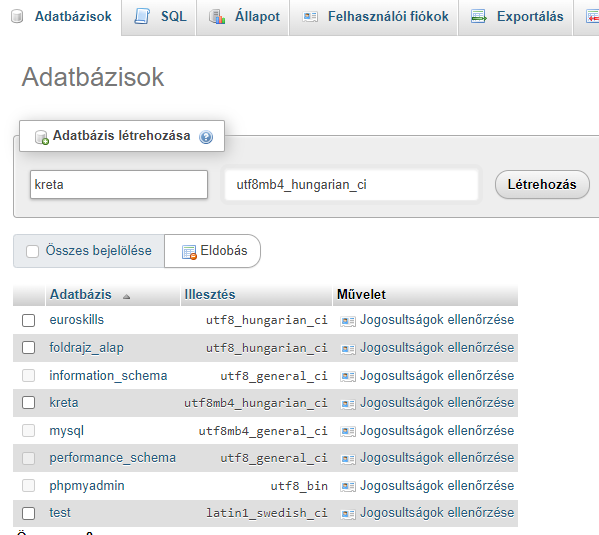 Adatbázisok SQL Állapot Felhasználói fiókok Exportálás
Adatbázisok
Adatbázis létrehozása
kreta utf8mb4_hungarian_ci Létrehozás
Összes bejelölése Eldobás
Adatbázis Illesztés Művelet
euroskills utf8_hungarian_ci Jogosultságok ellenőrzése
foldrajz_alap utf8_hungarian_ci Jogosultságok ellenőrzése
information_schema utf8_general_ci Jogosultságok ellenőrzése
kreta utf8mb4_hungarian_ci Jogosultságok ellenőrzése
mysql utf8mb4_general_ci Jogosultságok ellenőrzése
performance_schema utf8_general_ci Jogosultságok ellenőrzése
phpmyadmin utf8_bin Jogosultságok ellenőrzése
test latin1_swedish_ci Jogosultságok ellenőrzése